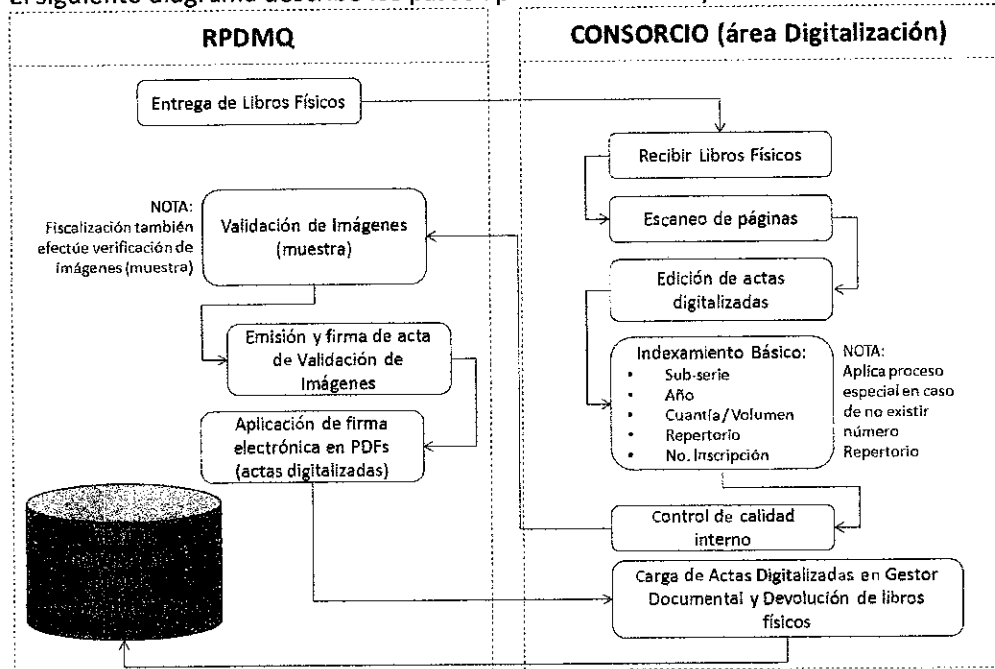 RPDMQ
CONSORCIO (área Digitalización)
Entrega de Libros Físicos
Recibir Libros Físicos
Escaneo de páginas
Edición de actas
digitalizadas
Indexamiento Básico:
• Sub-serie
• Año
• Cuantía/Volumen
• Repertorio
• No. Inscripción
NOTA:
Aplica proceso
especial en caso
de no existir
número
Repertorio
Control de calidad
interno
NOTA:
Fiscalización también
efectúe verificación de
imágenes (muestra)
Validación de Imágenes
(muestra)
Emisión y firma de acta
de Validación de
Imágenes
Aplicación de firma
electrónica en PDFs
(actas digitalizadas)
Carga de Actas Digitalizadas en Gestor
Documental y Devolución de libros
físicos